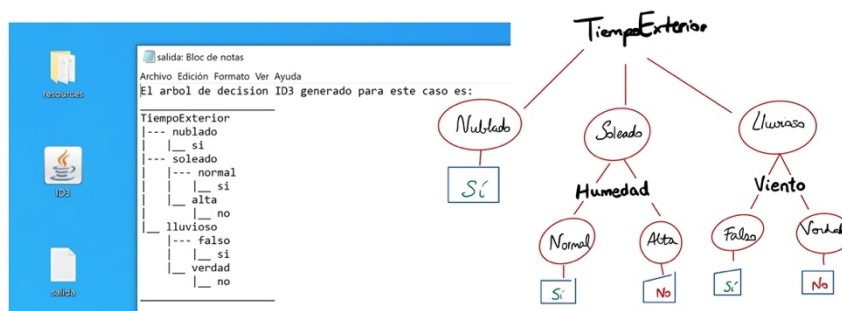 resources
ID3
salida
salida: Bloc de notas
Archivo Edición Formato Ver Ayuda
El arbol de decision ID3 generado para este caso es:
TiempoExterior
|--- nublado
| |__ si
|--- soleado
| |--- normal
| | |__ si
| |__ alta
| |__ no
|__ lluvioso
|--- falso
| |__ si
|__ verdad
|__ no
TiempoExterior
Nublado Soleado Lluvioso
Sí
Humedad Viento
Normal Alta Falso Verdad
Sí No Sí No